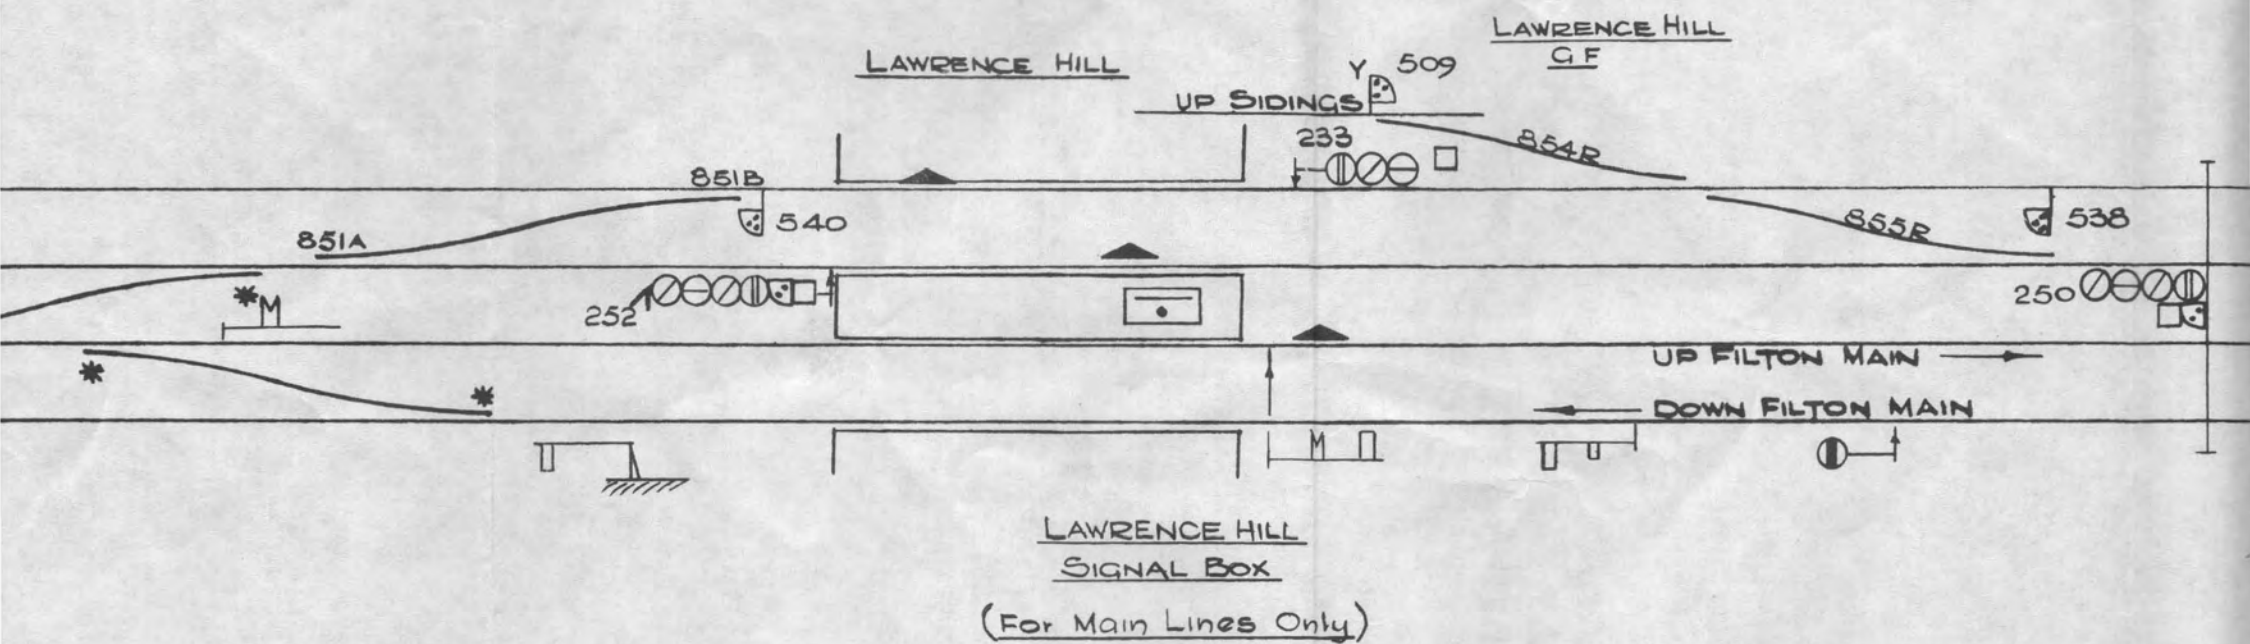 LAWRENCE HILL
G F
LAWRENCE HILL
Y 509
UP SIDINGS
233
854R
851B
540
855R
538
851A
M
252
250
UP FILTON MAIN
DOWN FILTON MAIN
M
LAWRENCE HILL
SIGNAL BOX
(For Main Lines Only)